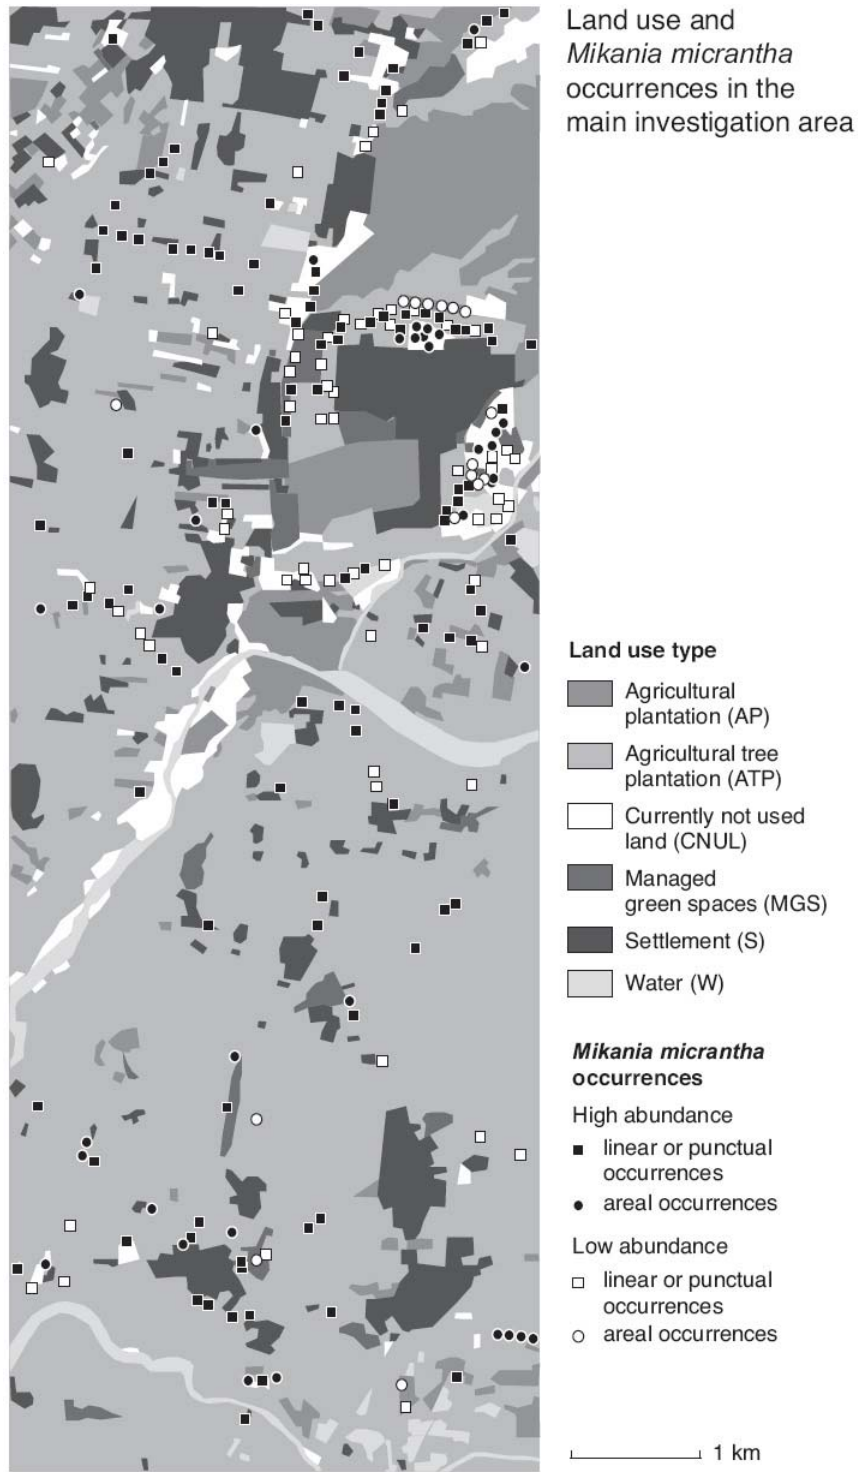 Land use and
Mikania micrantha
occurrences in the
main investigation area
Land use type
Agricultural
plantation (AP)
Agricultural tree
plantation (ATP)
Currently not used
land (CNUL)
Managed
green spaces (MGS)
Settlement (S)
Water (W)
Mikania micrantha
occurrences
High abundance
linear or punctual
occurrences
areal occurrences
Low abundance
linear or punctual
occurrences
areal occurrences
1 km